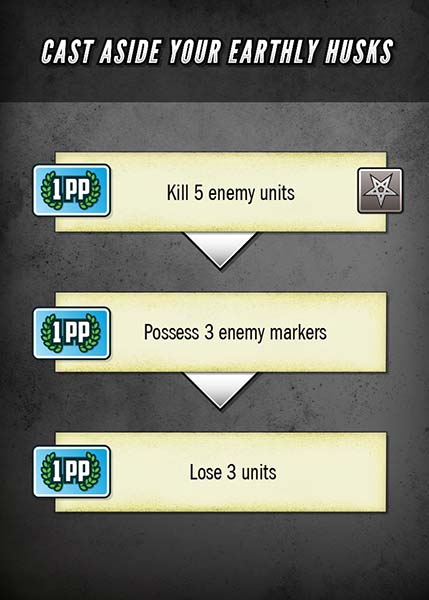 CAST ASIDE YOUR EARTHLY HUSKS
1 PP
Kill 5 enemy units
1 PP
Possess 3 enemy markers
1 PP
Lose 3 units